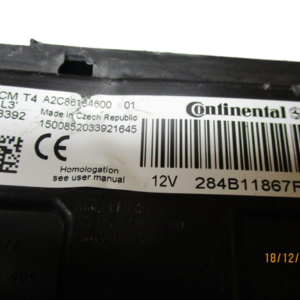 CM T4 A2C86164600 01
L3'
3392 Made in Czech Republic
1500852033921645
Continental
CE
Homologation
see user manual
12V 284B11867R
18/12